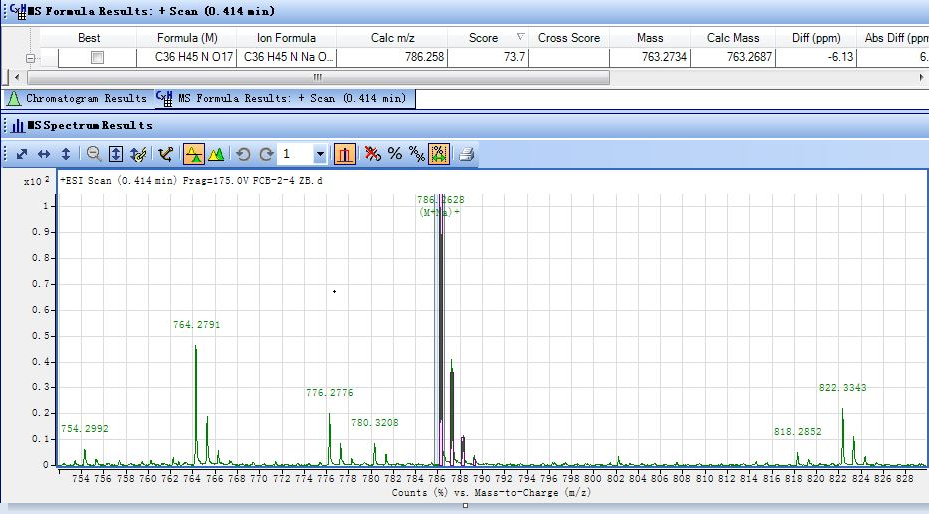 MS Formula Results: + Scan (0.414 min)
Best Formula (M) Ion Formula Calc m/z Score Cross Score Mass Calc Mass Diff (ppm) Abs Diff (ppm
C36 H45 N O17 C36 H45 N Na O... 786.258 73.7 763.2734 763.2687 -6.13 6.
Chromatogram Results MS Formula Results: + Scan (0.414 min)
MS Spectrum Results
1
x10 2 +ESI Scan (0.414 min) Frag=175.0V FCB-2-4 ZB.d
786.2628
(M+Na)+
1
0.9
0.8
0.7
0.6
764.2791
0.5
0.4
776.2776
822.3343
0.3
780.3208
754.2992
818.2852
0.2
0.1
0
754 756 758 760 762 764 766 768 770 772 774 776 778 780 782 784 786 788 790 792 794 796 798 800 802 804 806 808 810 812 814 816 818 820 822 824 826 828
Counts (%) vs. Mass-to-Charge (m/z)